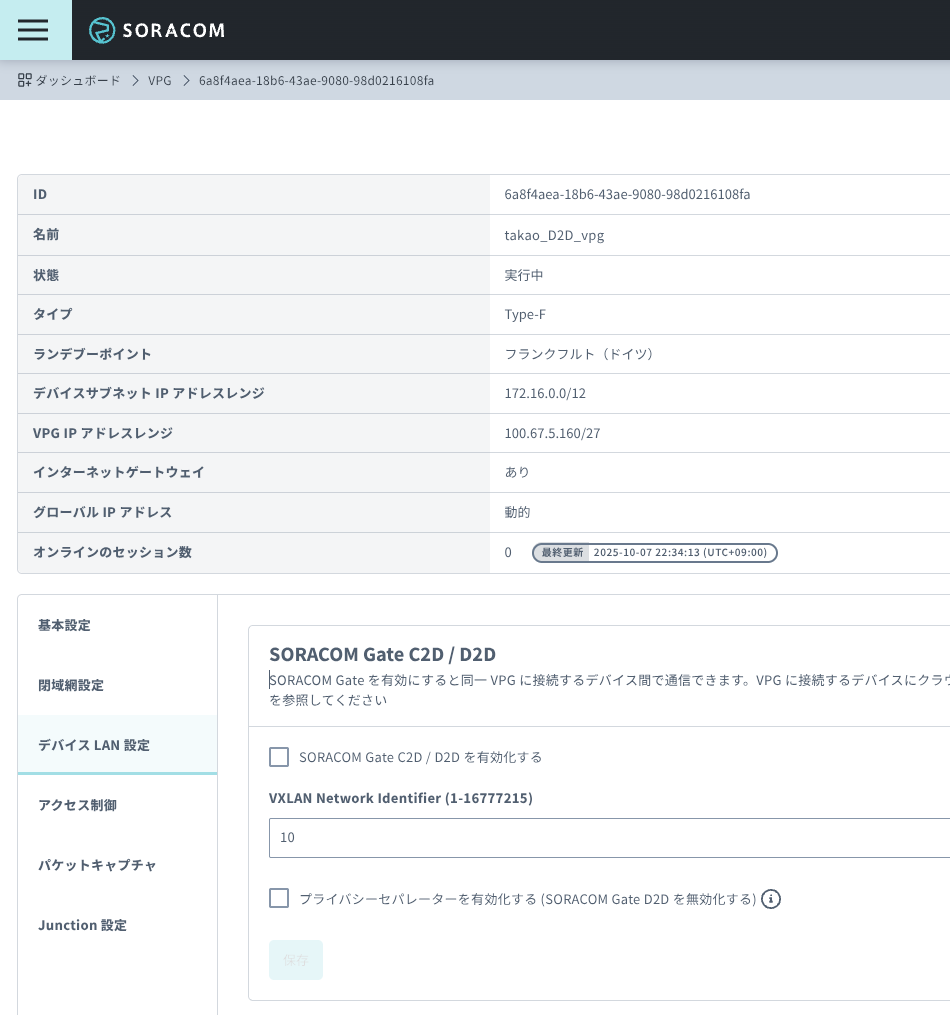 SORACOM
ダッシュボード > VPG > 6a8f4aea-18b6-43ae-9080-98d0216108fa
ID 6a8f4aea-18b6-43ae-9080-98d0216108fa
名前 takao_D2D_vpg
状態 実行中
タイプ Type-F
ランデブーポイント フランクフルト（ドイツ）
デバイスサブネット IP アドレスレンジ 172.16.0.0/12
VPG IP アドレスレンジ 100.67.5.160/27
インターネットゲートウェイ あり
グローバル IP アドレス 動的
オンラインのセッション数 0 最終更新 2025-10-07 22:34:13 (UTC+09:00)
基本設定
閉域網設定
デバイス LAN 設定
アクセス制御
パケットキャプチャ
Junction 設定
SORACOM Gate C2D / D2D
SORACOM Gate を有効にすると同一 VPG に接続するデバイス間で通信できます。VPG に接続するデバイスにクラウ
を参照してください
SORACOM Gate C2D / D2D を有効化する
VXLAN Network Identifier (1-16777215)
10
プライバシーセパレーターを有効化する (SORACOM Gate D2D を無効化する)
保存